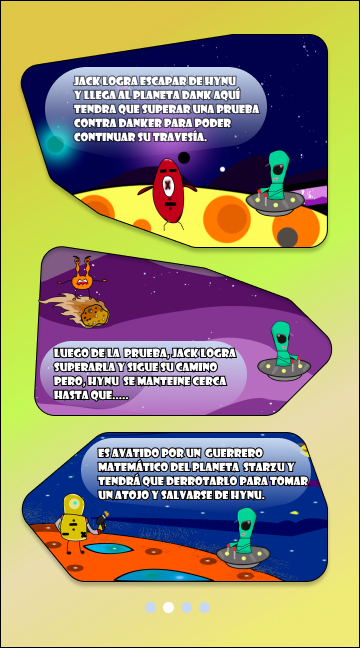 JACK LOGRA ESCAPAR DE HYNU
Y LLEGA AL PLANETA DANK AQUÍ
TENDRA QUE SUPERAR UNA PRUEBA
CONTRA DANKER PARA PODER
CONTINUAR SU TRAVESÍA.
LUEGO DE LA PRUEBA, JACK LOGRA
SUPERARLA Y SIGUE SU CAMINO
PERO, HYNU SE MANTEINE CERCA
HASTA QUE.....
ES AVATIDO POR UN GUERRERO
MATEMÁTICO DEL PLANETA STARZU Y
TENDRÁ QUE DERROTARLO PARA TOMAR
UN ATOJO Y SALVARSE DE HYNU.